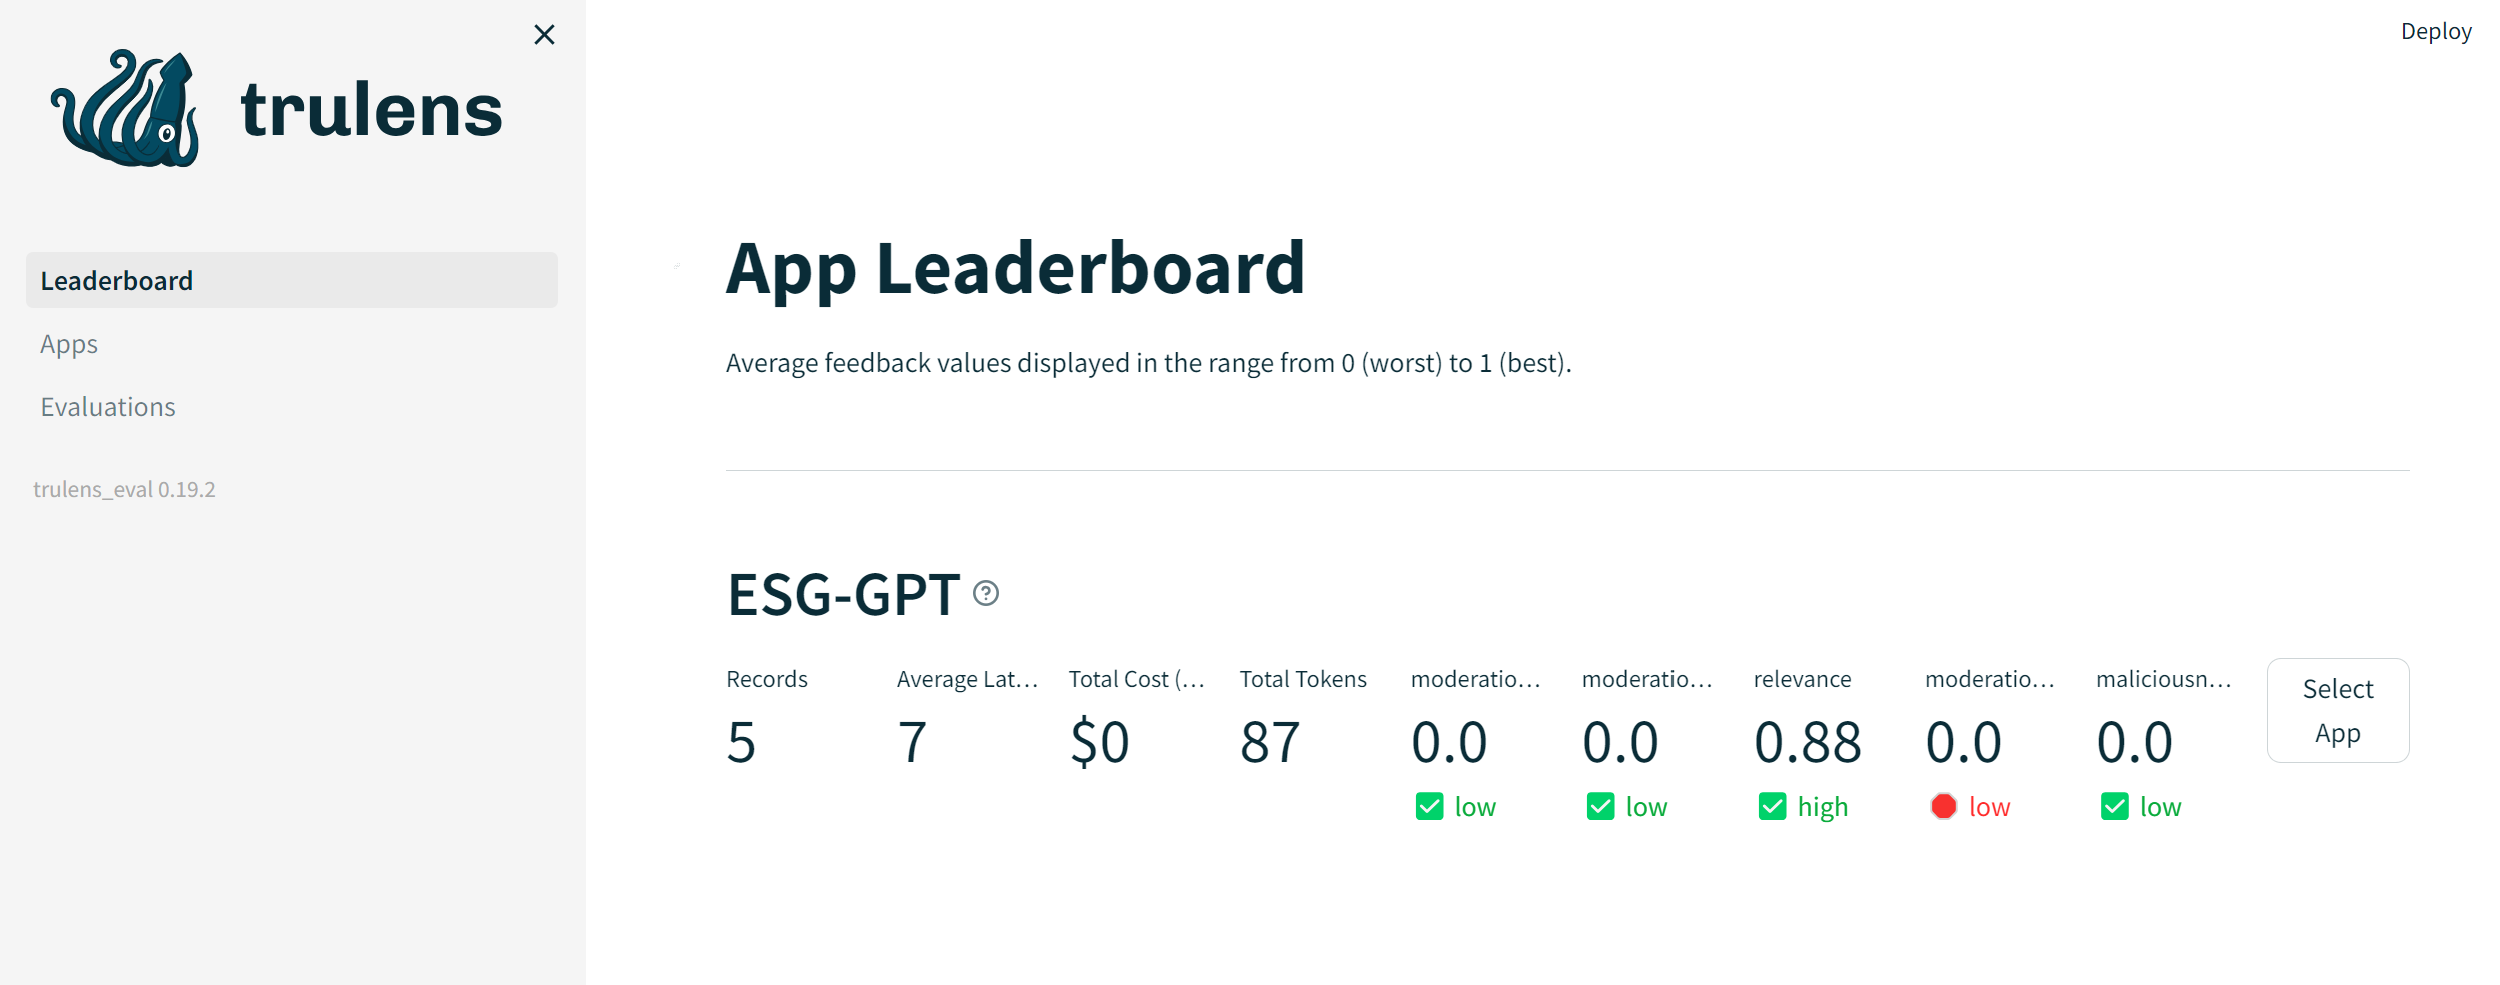 trulens
Deploy
Leaderboard
Apps
Evaluations
trulens_eval 0.19.2
App Leaderboard
Average feedback values displayed in the range from 0 (worst) to 1 (best).
ESG-GPT
Records Average Lat... Total Cost (... Total Tokens moderatio... moderatio... relevance moderatio... maliciousn...
5 7 $0 87 0.0 0.0 0.88 0.0 0.0
low low high low low
Select
App